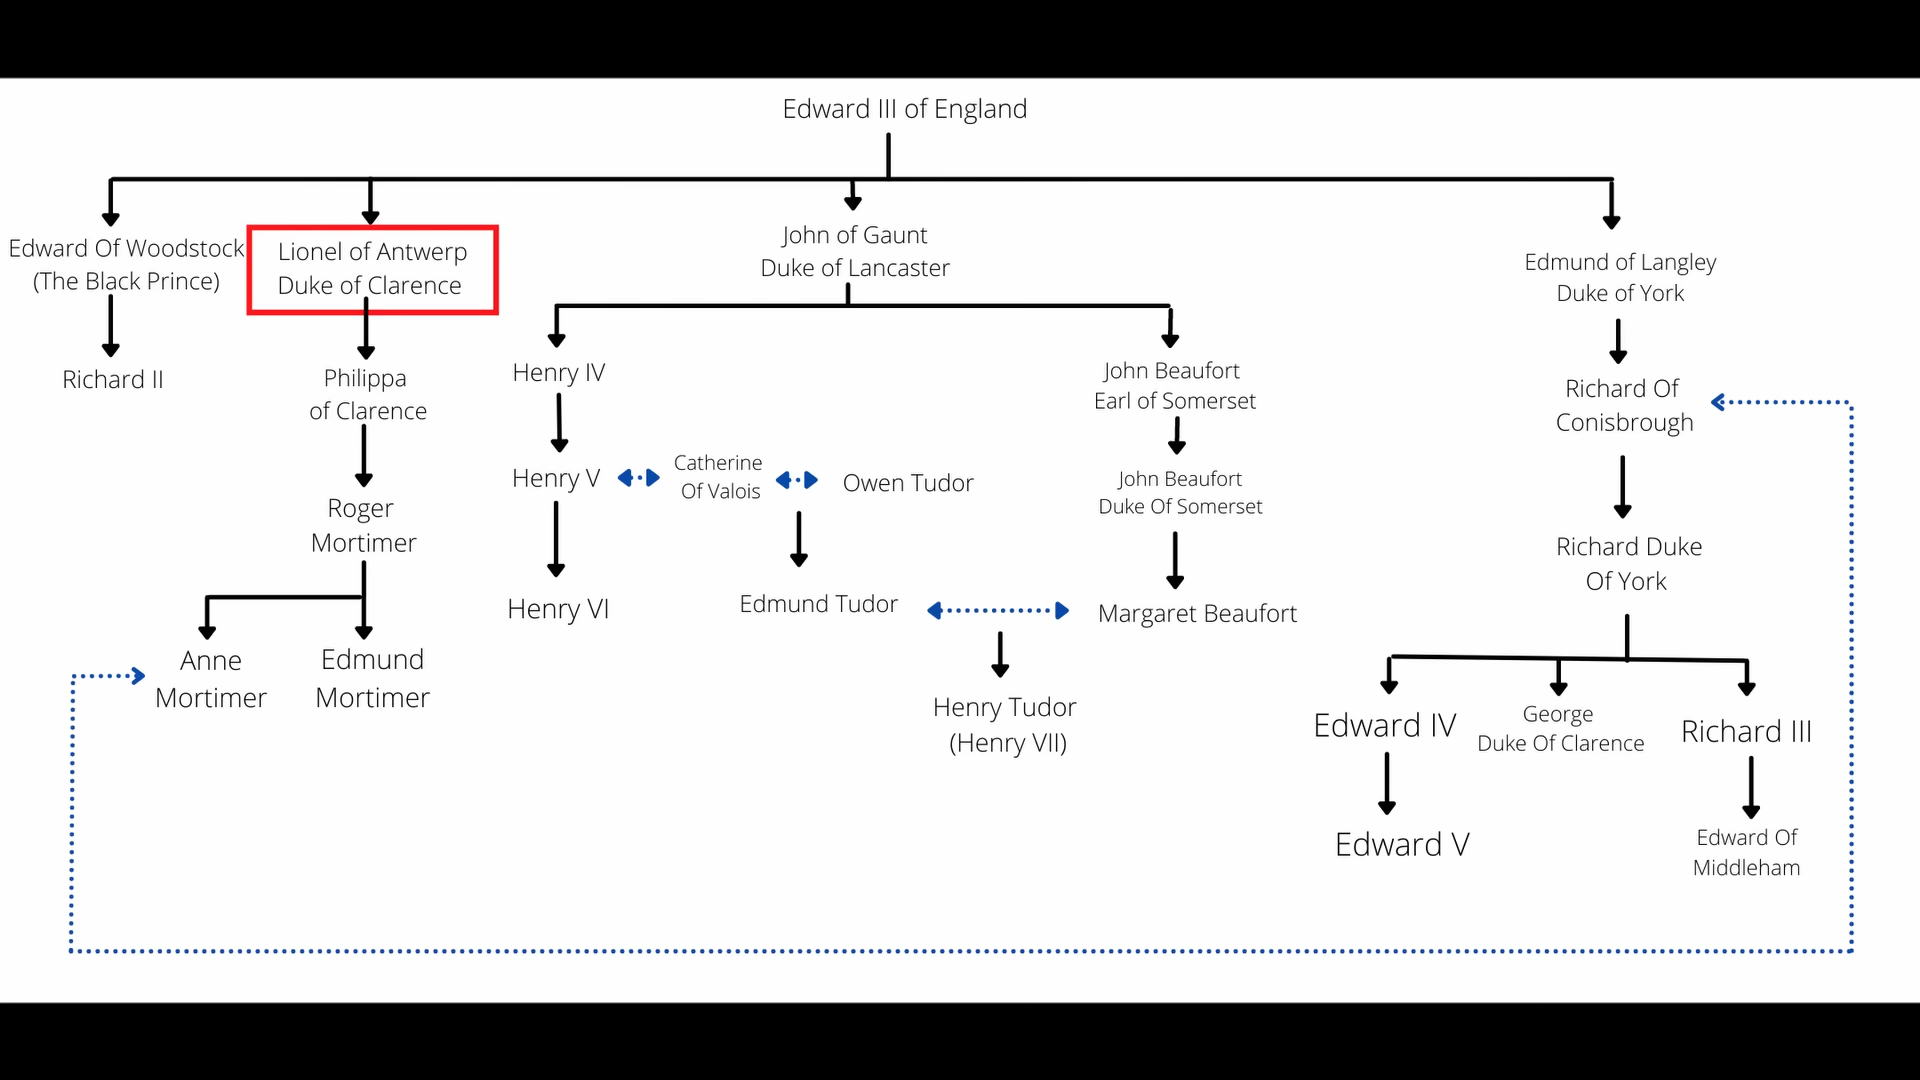 Edward III of England
Edward Of Woodstock
(The Black Prince)
Lionel of Antwerp
Duke of Clarence
John of Gaunt
Duke of Lancaster
Edmund of Langley
Duke of York
Richard II
Philippa
of Clarence
Henry IV
John Beaufort
Earl of Somerset
Richard Of
Conisbrough
Roger
Mortimer
Henry V
Catherine
Of Valois
Owen Tudor
John Beaufort
Duke Of Somerset
Richard Duke
Of York
Anne
Mortimer
Edmund
Mortimer
Henry VI
Edmund Tudor
Margaret Beaufort
Henry Tudor
(Henry VII)
Edward IV
George
Duke Of Clarence
Richard III
Edward V
Edward Of
Middleham